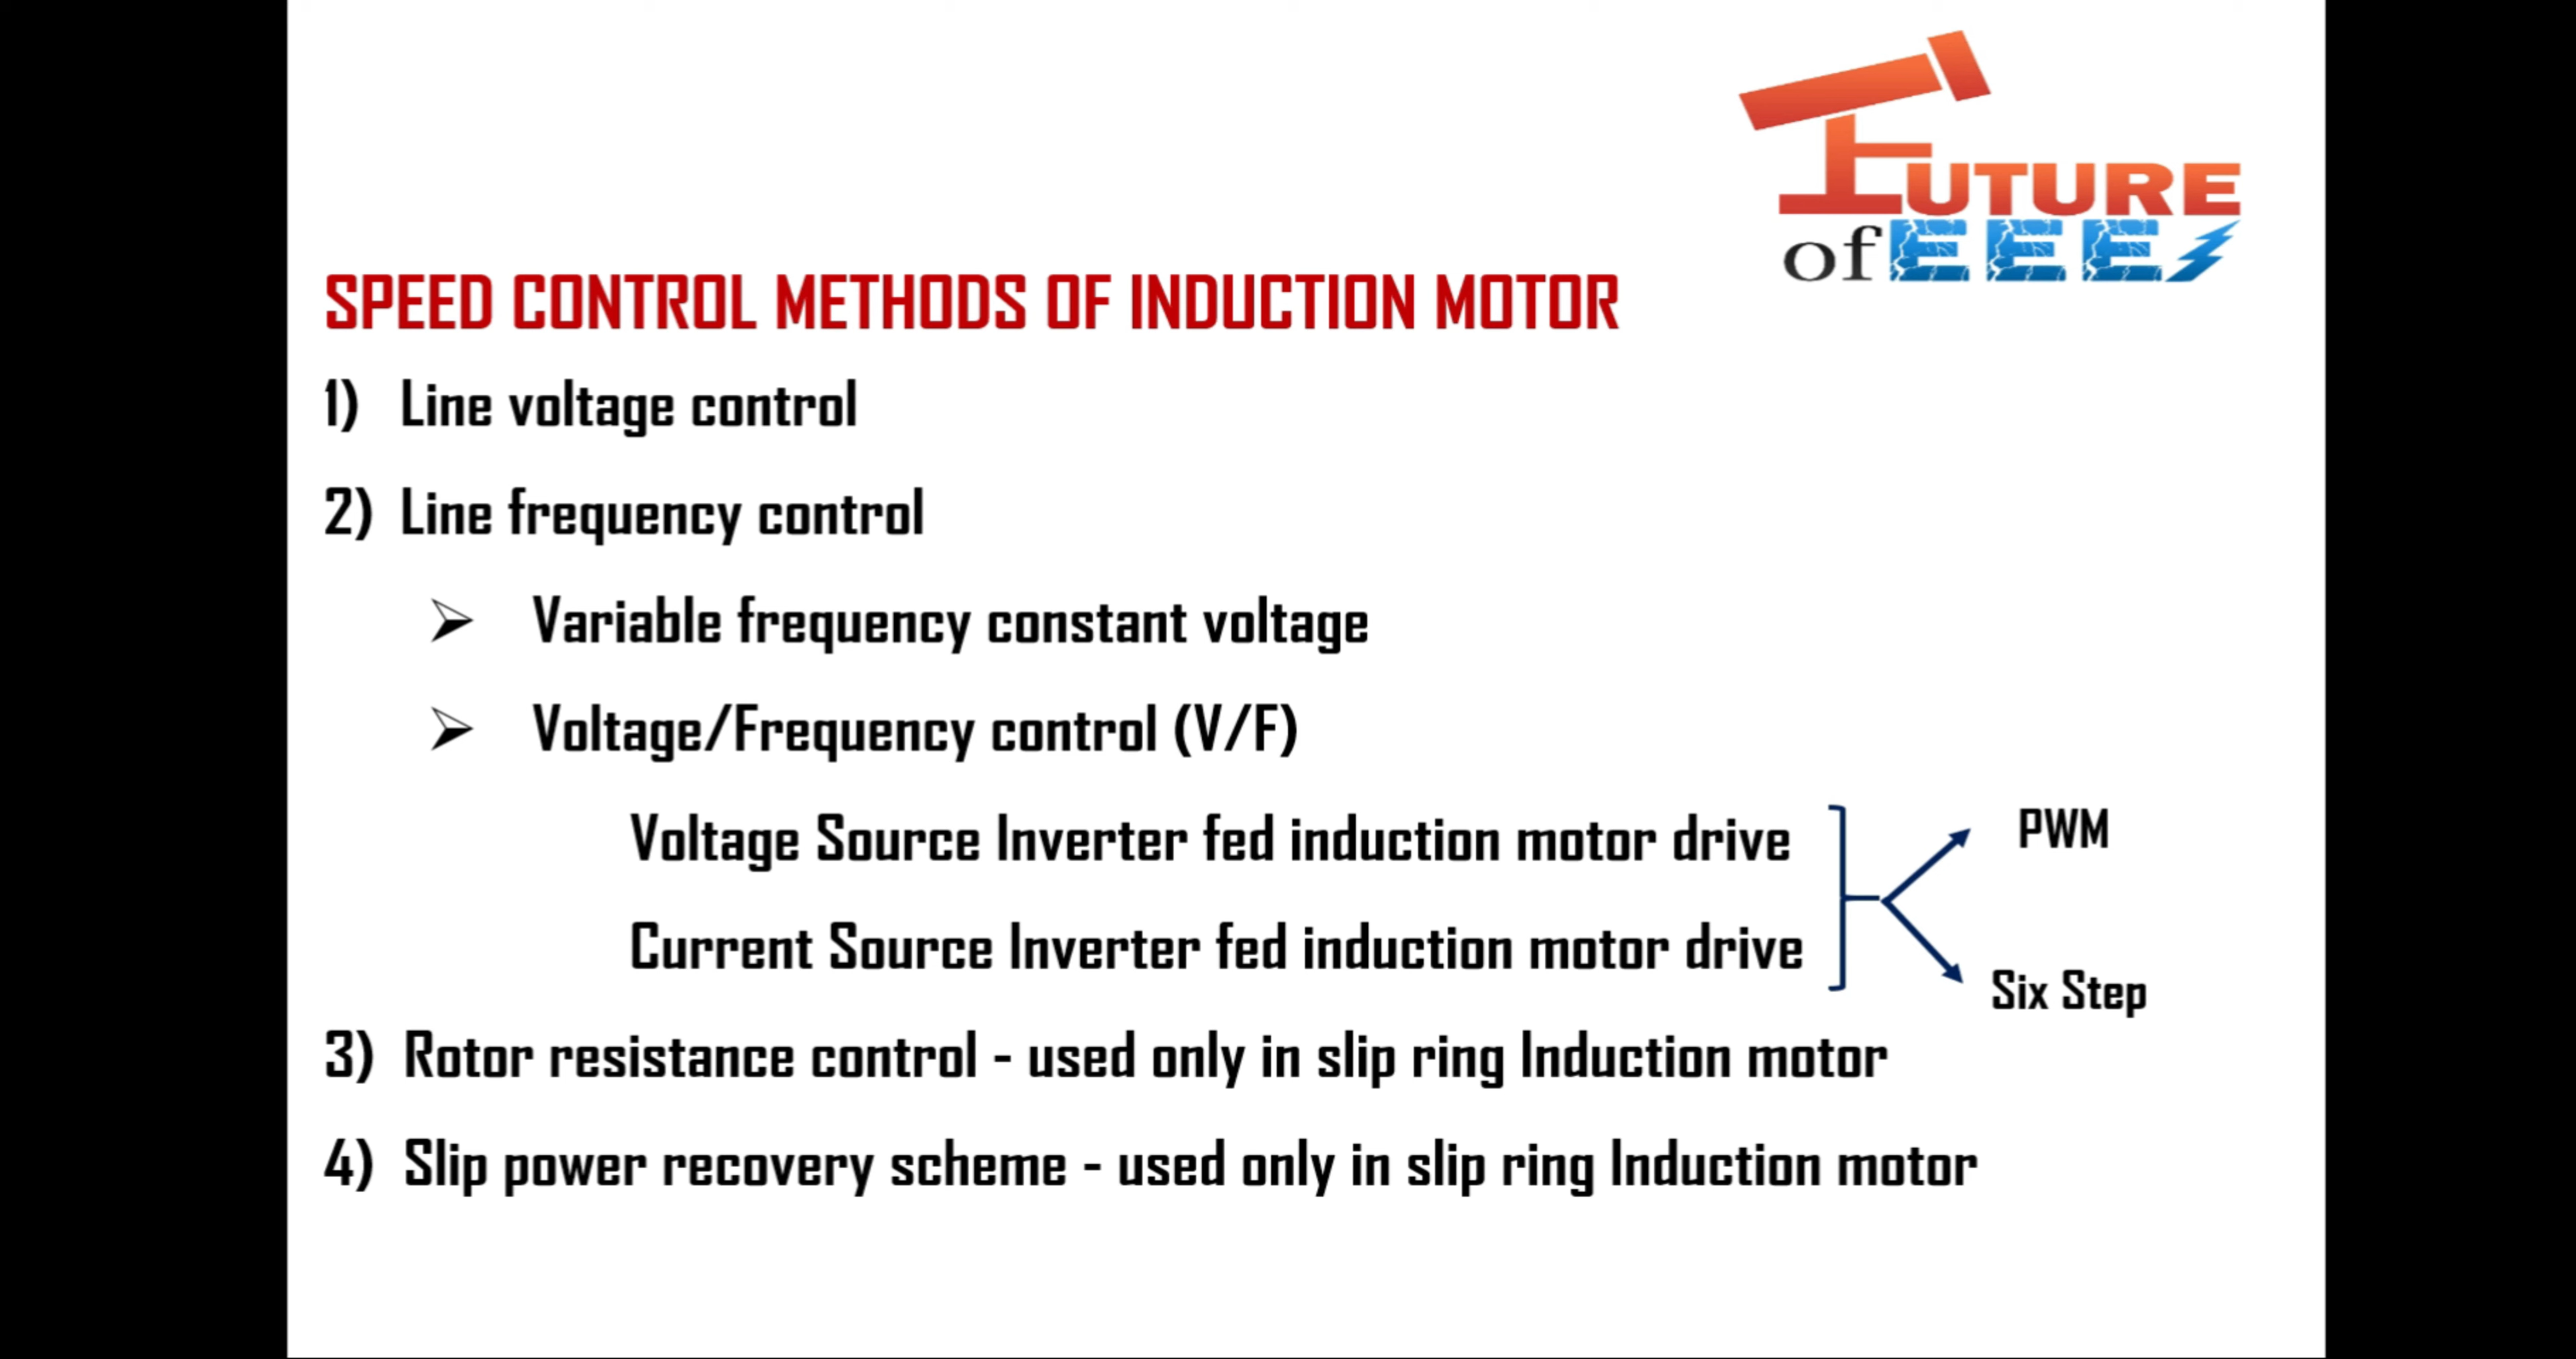 FUTURE
of EEE
SPEED CONTROL METHODS OF INDUCTION MOTOR
1) Line voltage control
2) Line frequency control
➢ Variable frequency constant voltage
➢ Voltage/Frequency control (V/F)
Voltage Source Inverter fed induction motor drive
PWM
Current Source Inverter fed induction motor drive
Six Step
3) Rotor resistance control - used only in slip ring Induction motor
4) Slip power recovery scheme - used only in slip ring Induction motor